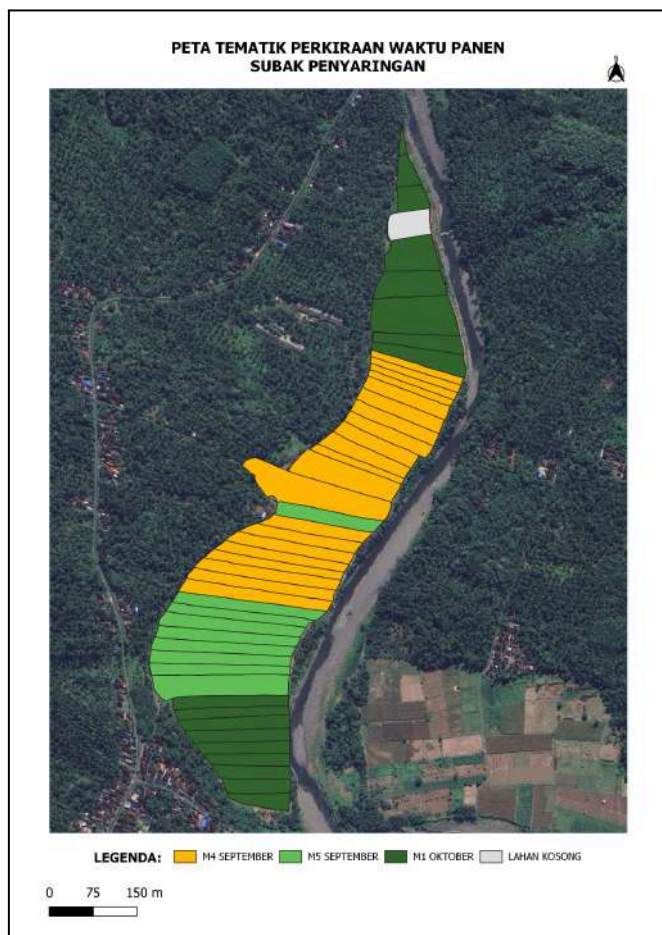 PETA TEMATIK PERKIRAAN WAKTU PANEN
SUBAK PENYARINGAN
LEGENDA: M4 SEPTEMBER M5 SEPTEMBER M1 OKTOBER LAHAN KOSONG
0 75 150 m